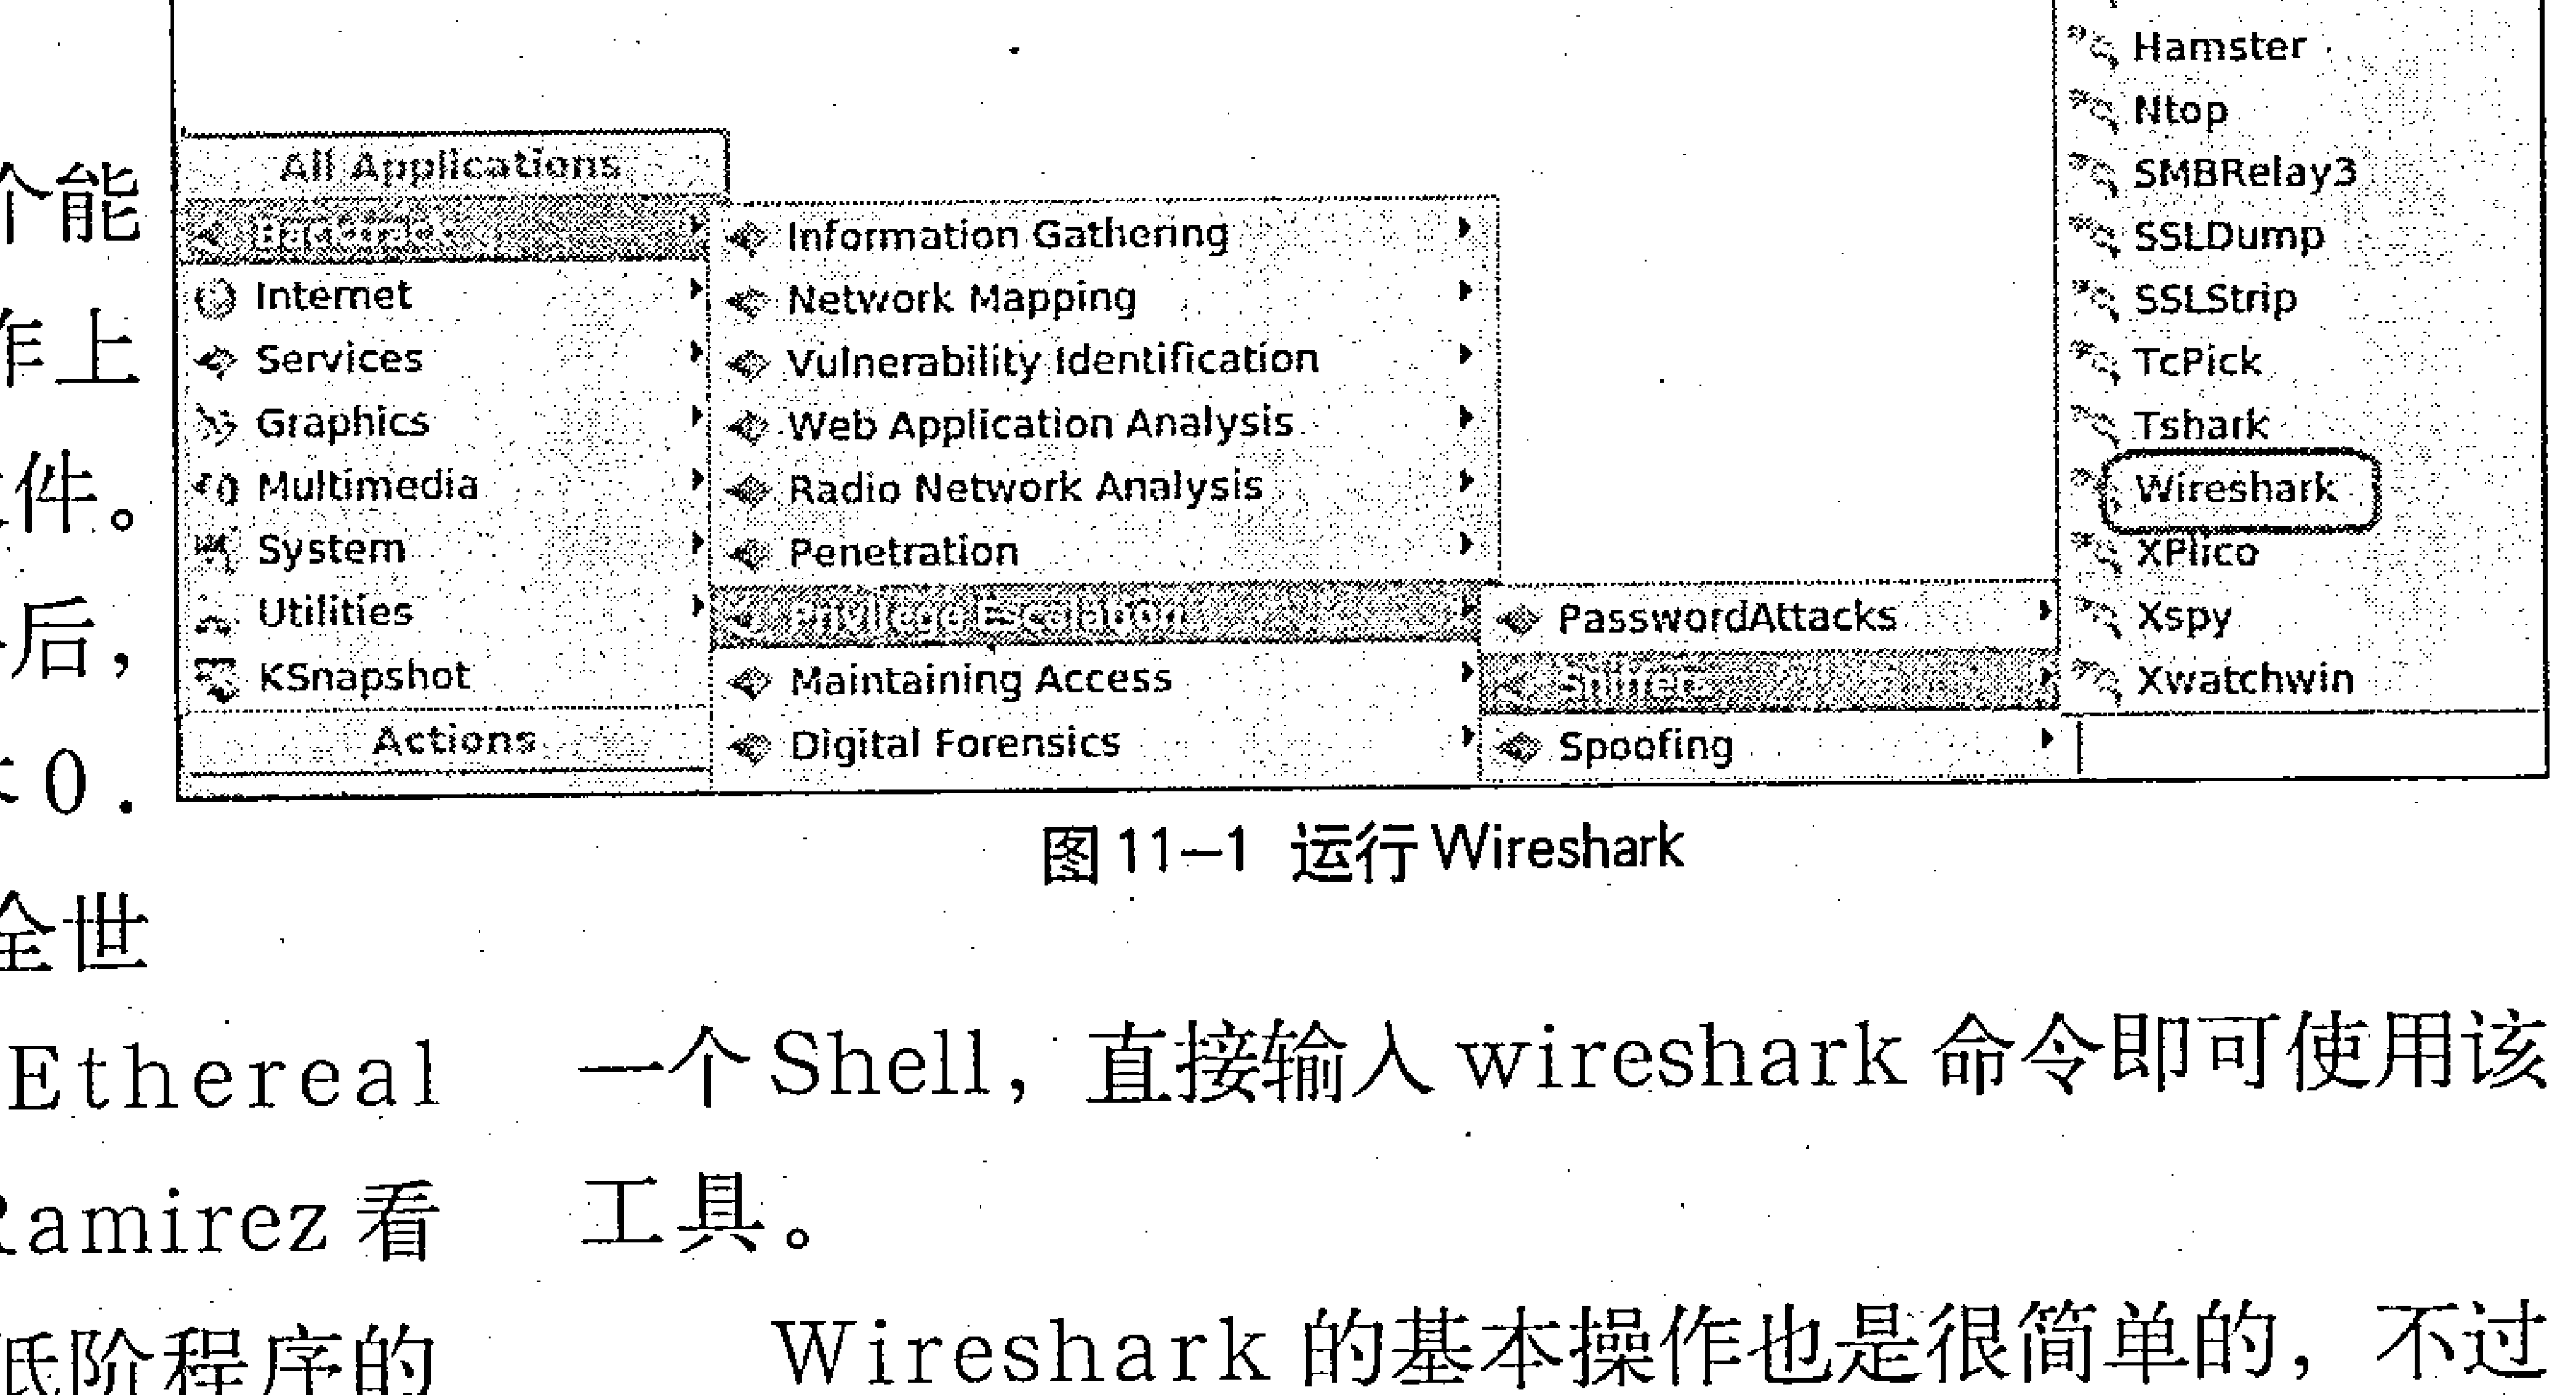 个能
作上
件。
后，
0.
全世
Ethereal
Ramirez 看
低阶程序的
All Applications
Backtrack
Internet
Services
Graphics
Multimedia
System
Utilities
KSnapshot
Actions
Information Gathering
Network Mapping
Vulnerability Identification
Web Application Analysis
Radio Network Analysis
Penetration
Privilege Escalation
Maintaining Access
Digital Forensics
PasswordAttacks
Sniffers
Spoofing
Hamster
Ntop
SMBRelay3
SSLDump
SSLStrip
TcPick
Tshark
Wireshark
XPlico
Xspy
Xwatchwin
图 11-1 运行 Wireshark
一个 Shell，直接输入 wireshark 命令即可使用该
工具。
Wireshark 的基本操作也是很简单的，不过